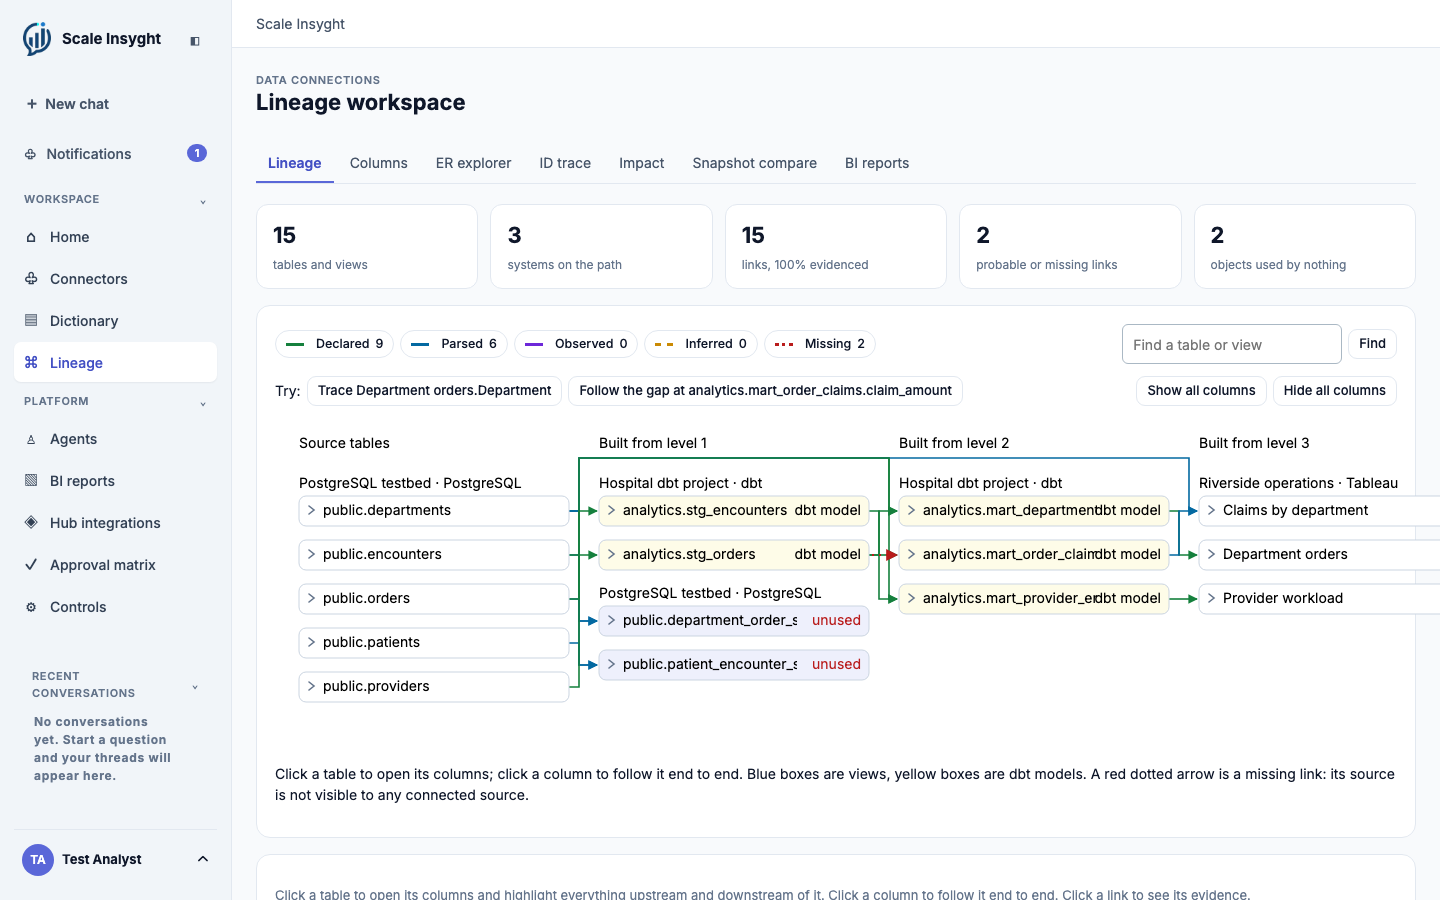 Scale Insyght
Scale Insyght
New chat
Notifications 1
WORKSPACE
Home
Connectors
Dictionary
Lineage
PLATFORM
Agents
BI reports
Hub integrations
Approval matrix
Controls
RECENT
CONVERSATIONS
No conversations
yet. Start a question
and your threads will
appear here.
TA Test Analyst
DATA CONNECTIONS
Lineage workspace
Lineage Columns ER explorer ID trace Impact Snapshot compare BI reports
15
tables and views
3
systems on the path
15
links, 100% evidenced
2
probable or missing links
2
objects used by nothing
Declared 9 Parsed 6 Observed 0 Inferred 0 Missing 2
Find a table or view Find
Try: Trace Department orders.Department Follow the gap at analytics.mart_order_claims.claim_amount
Show all columns Hide all columns
Source tables
PostgreSQL testbed · PostgreSQL
public.departments
public.encounters
public.orders
public.patients
public.providers
Built from level 1
Hospital dbt project · dbt
analytics.stg_encounters dbt model
analytics.stg_orders dbt model
PostgreSQL testbed · PostgreSQL
public.department_order_s unused
public.patient_encounter_s unused
Built from level 2
Hospital dbt project · dbt
analytics.mart_department dbt model
analytics.mart_order_claim dbt model
analytics.mart_provider_en dbt model
Built from level 3
Riverside operations · Tableau
Claims by department
Department orders
Provider workload
Click a table to open its columns; click a column to follow it end to end. Blue boxes are views, yellow boxes are dbt models. A red dotted arrow is a missing link: its source
is not visible to any connected source.
Click a table to open its columns and highlight everything upstream and downstream of it. Click a column to follow it end to end. Click a link to see its evidence.